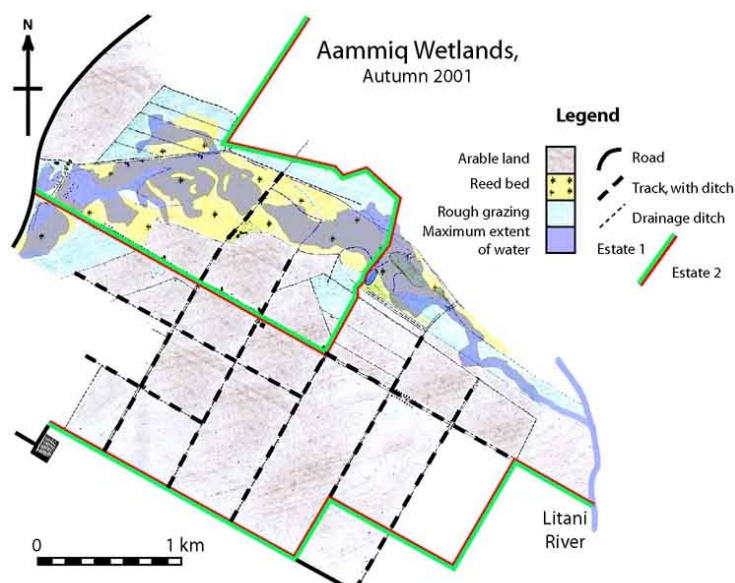 N
Aammiq Wetlands,
Autumn 2001
Legend
Arable land
Road
Reed bed
Track, with ditch
Rough grazing
Drainage ditch
Maximum extent
of water
Estate 1
Estate 2
Litani
River
0
1 km